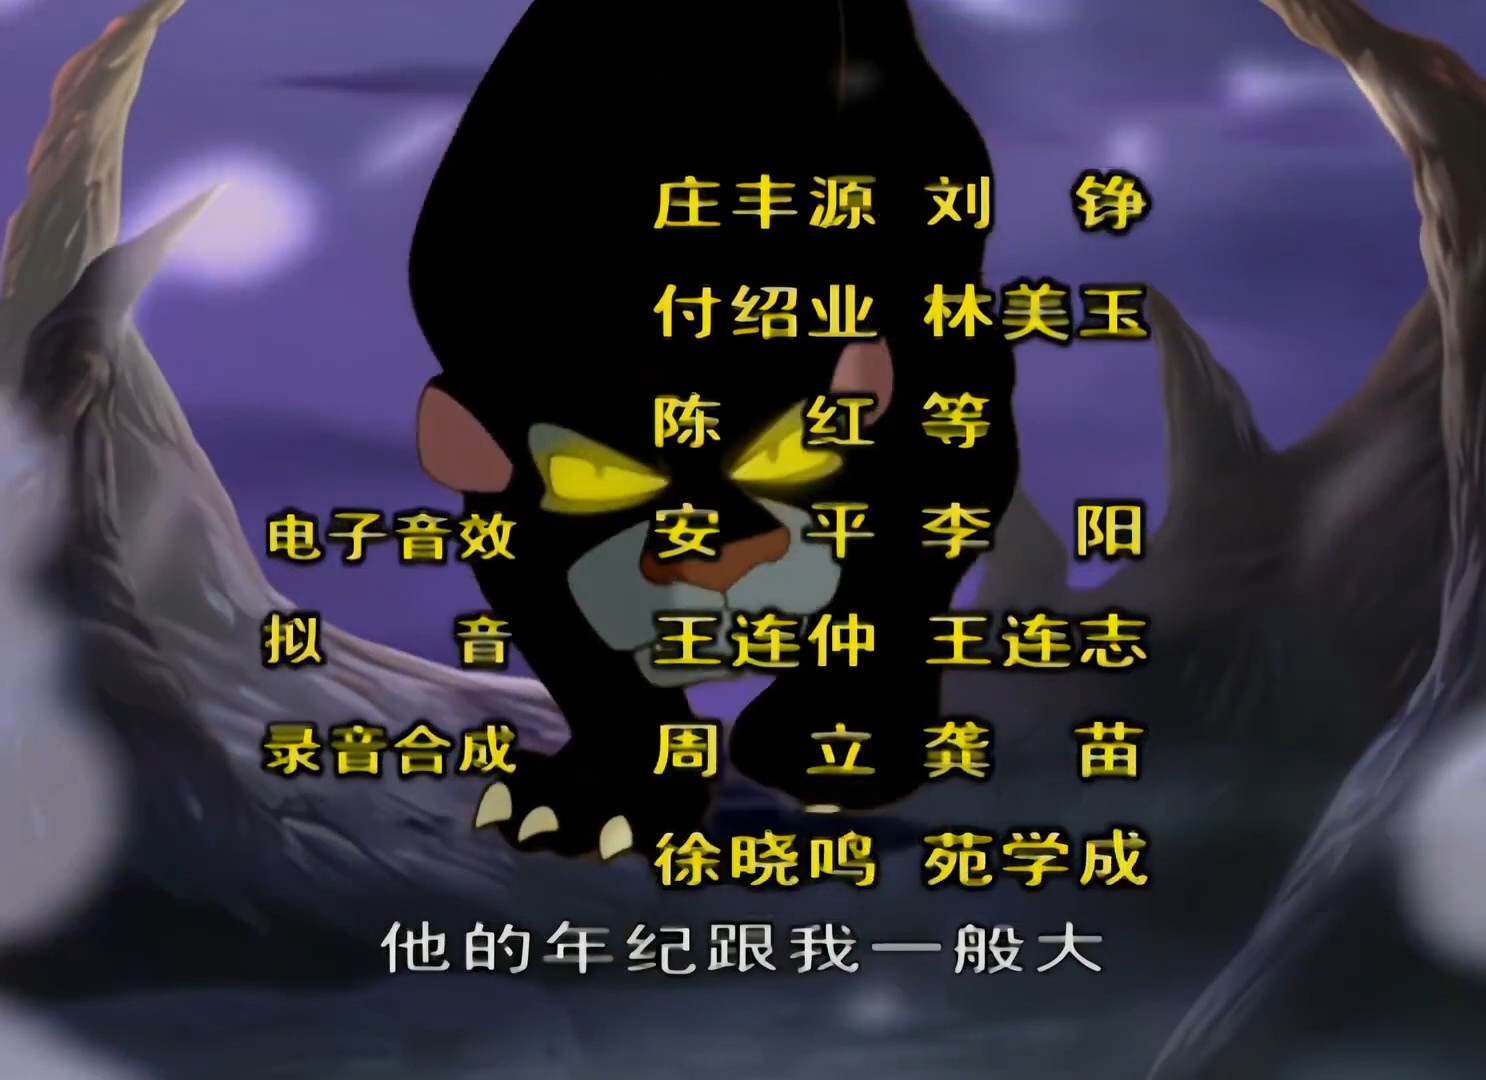 庄丰源 刘铮
付绍业 林美玉
陈红 等
电子音效 安平 李阳
拟音 王连仲 王连志
录音合成 周立 龚苗
徐晓鸣 苑学成
他的年纪跟我一般大